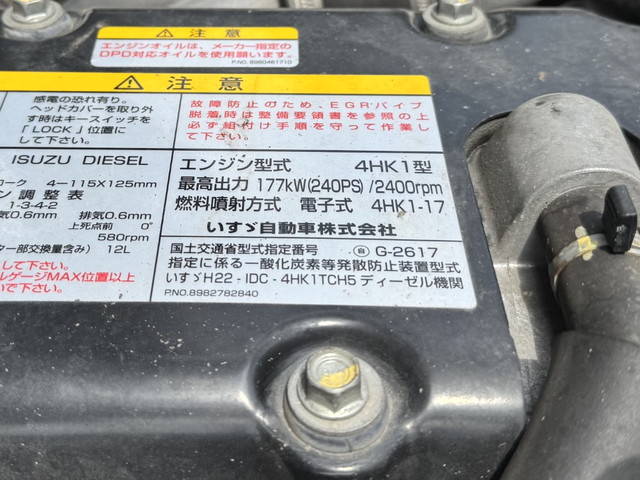 注意
エンジンオイルは、メーカー指定の
DPD対応オイルを使用願います。
P.NO. 8980461710
注 意
感電の恐れ有り。
ヘッドカバーを取り外
す時はキースイッチを
「LOCK」位置に
して下さい。
故障防止のため、EGRパイプ
脱着時は整備要領書を参照の上
必ず組付け手順を守って作業し
て下さい。
ISUZU DIESEL
ローク 4-115X125mm
ン 調 整 表
1-3-4-2
気0.6mm 排気0.6mm
上死点前 0°
580rpm
ター部交換量含み) 12L
して下さい。
ルゲージMAX位置以上
いで下さい。
エンジン型式 4HK1型
最高出力 177kW(240PS)/2400rpm
燃料噴射方式 電子式 4HK1-17
いすゞ自動車株式会社
国土交通省型式指定番号 自 G-2617
指定に係る一酸化炭素等発散防止装置型式
いすゞH22-IDC-4HK1TCH5ディーゼル機関
P.NO. 8982782840